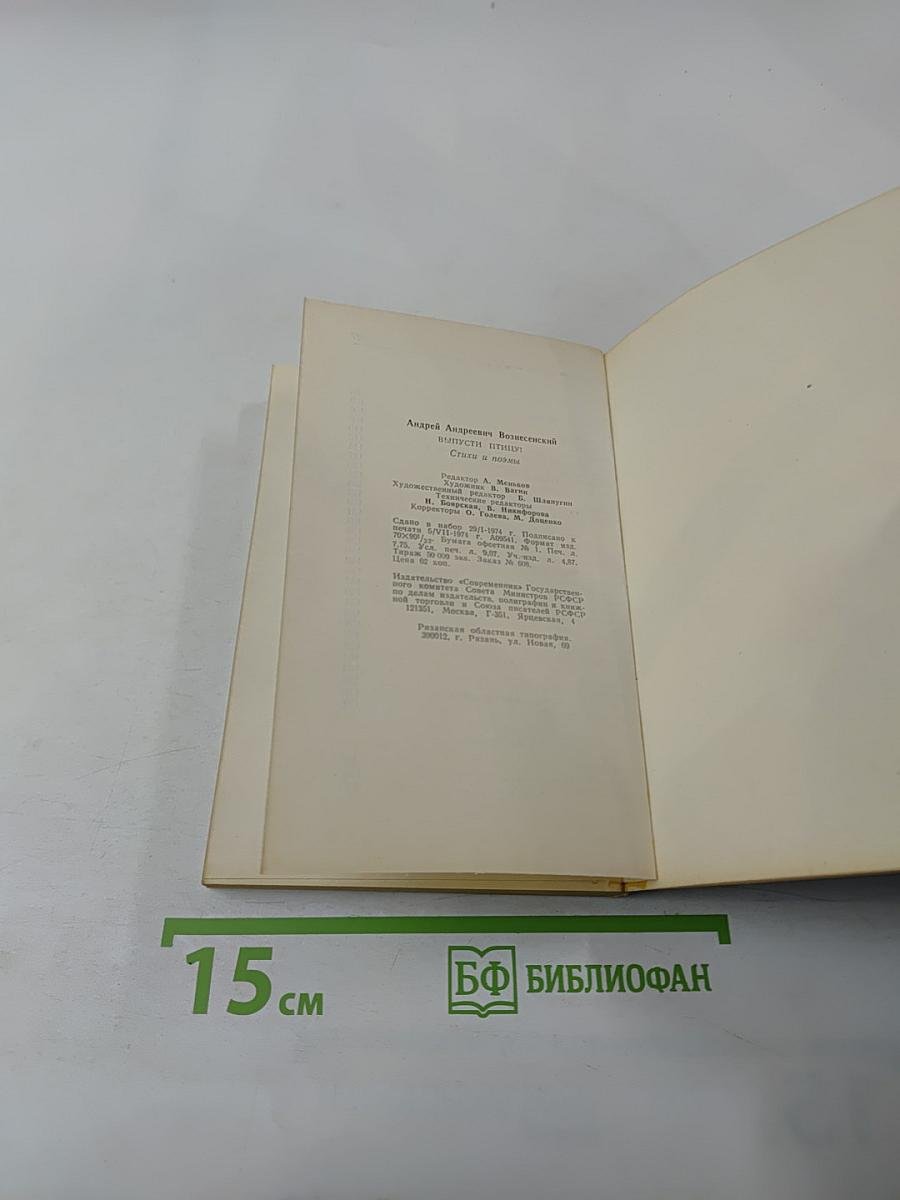 Андрей Андреевич Вознесенский
ВЫПУСТИ ПТИЦУ!
Стихи и поэмы
Редактор А. Меньков
Художник В. Вагин
Художественный редактор Б. Шляпугин
Технические редакторы
Н. Боярская, В. Никифорова
Корректоры О. Голева, М. Доценко
Сдано в набор 29/I-1974 г. Подписано к
печати 5/VII-1974 г. А09541. Формат изд.
70×90¹/₃₂. Бумага офсетная № 1. Печ. л.
7,75. Усл. печ. л. 9,07. Уч.-изд. л. 4,87.
Тираж 50 000 экз. Заказ № 608.
Цена 62 коп.
Издательство «Современник» Государствен-
ного комитета Совета Министров РСФСР
по делам издательств, полиграфии и книж-
ной торговли и Союза писателей РСФСР
121351, Москва, Г-351, Ярцевская, 4
Рязанская областная типография.
390012, г. Рязань, ул. Новая, 69
15 см
БФ БИБЛИОФАН